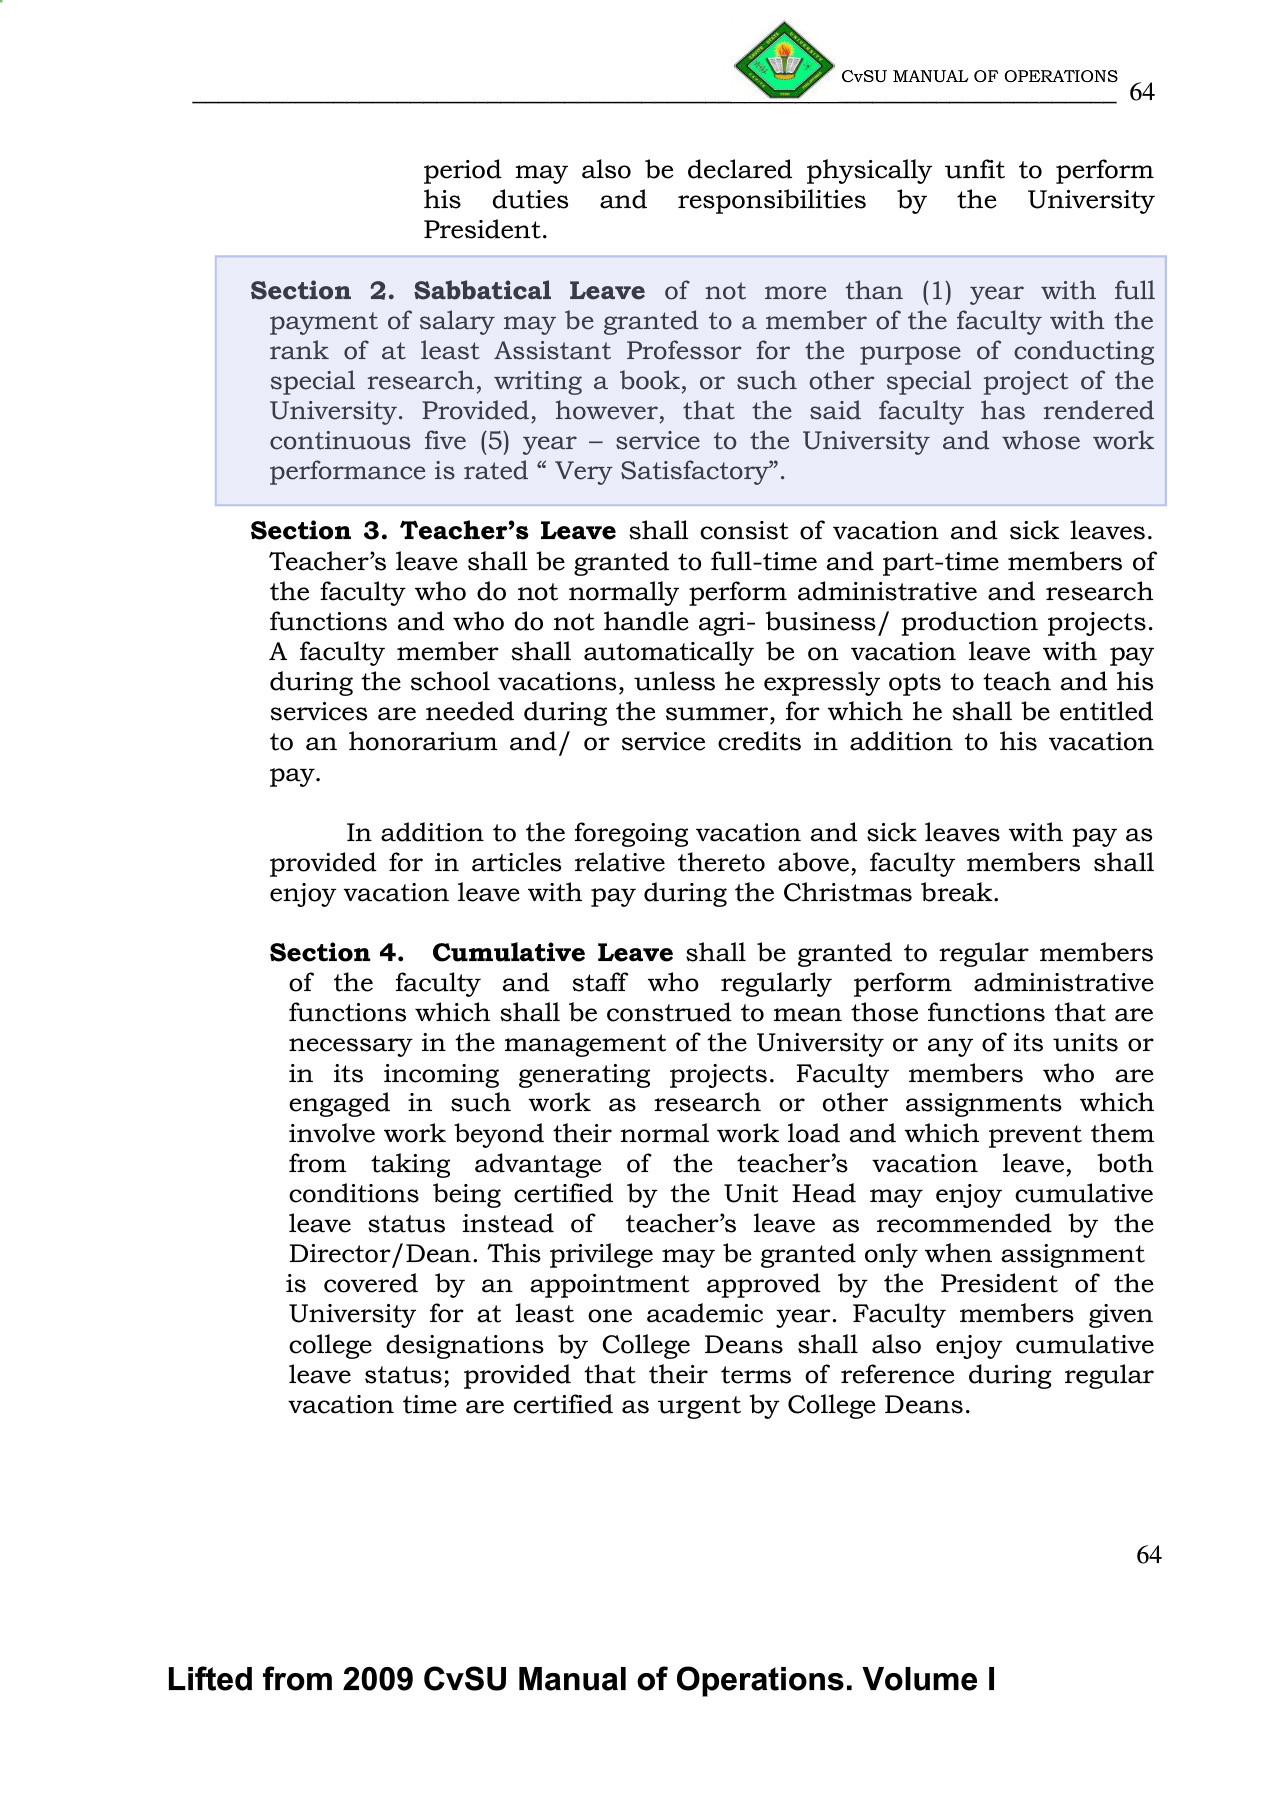 CvSU MANUAL OF OPERATIONS
64
period may also be declared physically unfit to perform
his duties and responsibilities by the University
President.
Section 2. Sabbatical Leave of not more than (1) year with full
payment of salary may be granted to a member of the faculty with the
rank of at least Assistant Professor for the purpose of conducting
special research, writing a book, or such other special project of the
University. Provided, however, that the said faculty has rendered
continuous five (5) year – service to the University and whose work
performance is rated “ Very Satisfactory”.
Section 3. Teacher’s Leave shall consist of vacation and sick leaves.
Teacher’s leave shall be granted to full-time and part-time members of
the faculty who do not normally perform administrative and research
functions and who do not handle agri- business/ production projects.
A faculty member shall automatically be on vacation leave with pay
during the school vacations, unless he expressly opts to teach and his
services are needed during the summer, for which he shall be entitled
to an honorarium and/ or service credits in addition to his vacation
pay.
In addition to the foregoing vacation and sick leaves with pay as
provided for in articles relative thereto above, faculty members shall
enjoy vacation leave with pay during the Christmas break.
Section 4. Cumulative Leave shall be granted to regular members
of the faculty and staff who regularly perform administrative
functions which shall be construed to mean those functions that are
necessary in the management of the University or any of its units or
in its incoming generating projects. Faculty members who are
engaged in such work as research or other assignments which
involve work beyond their normal work load and which prevent them
from taking advantage of the teacher’s vacation leave, both
conditions being certified by the Unit Head may enjoy cumulative
leave status instead of teacher’s leave as recommended by the
Director/Dean. This privilege may be granted only when assignment
is covered by an appointment approved by the President of the
University for at least one academic year. Faculty members given
college designations by College Deans shall also enjoy cumulative
leave status; provided that their terms of reference during regular
vacation time are certified as urgent by College Deans.
64
Lifted from 2009 CvSU Manual of Operations. Volume I